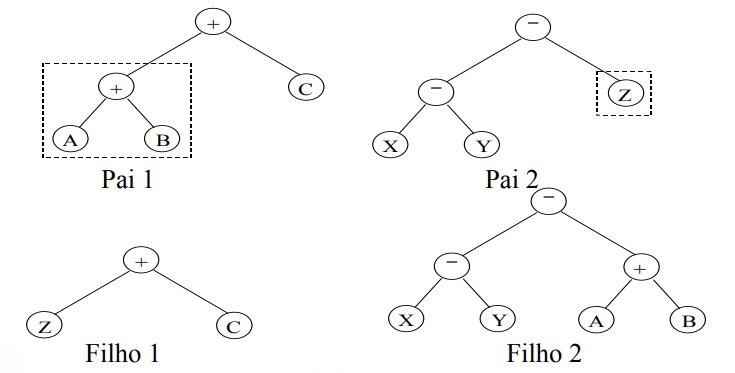 + −
+ C − Z
A B X Y
Pai 1 Pai 2
−
+ − +
Z C X Y A B
Filho 1 Filho 2